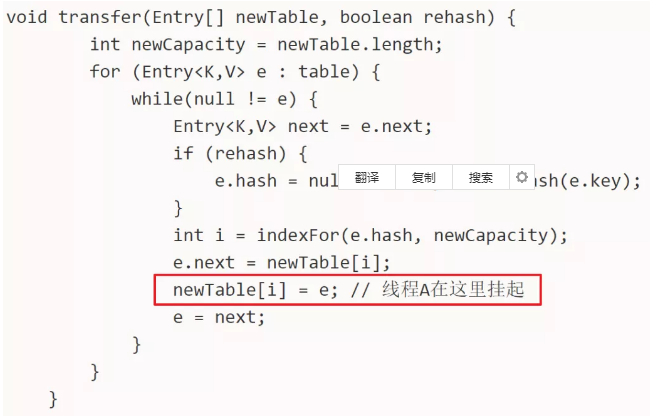 void transfer(Entry[] newTable, boolean rehash) {
int newCapacity = newTable.length;
for (Entry<K,V> e : table) {
while(null != e) {
Entry<K,V> next = e.next;
if (rehash) {
翻译 复制 搜索
e.hash = nul hash(e.key);
}
int i = indexFor(e.hash, newCapacity);
e.next = newTable[i];
newTable[i] = e; // 线程A在这里挂起
e = next;
}
}
}